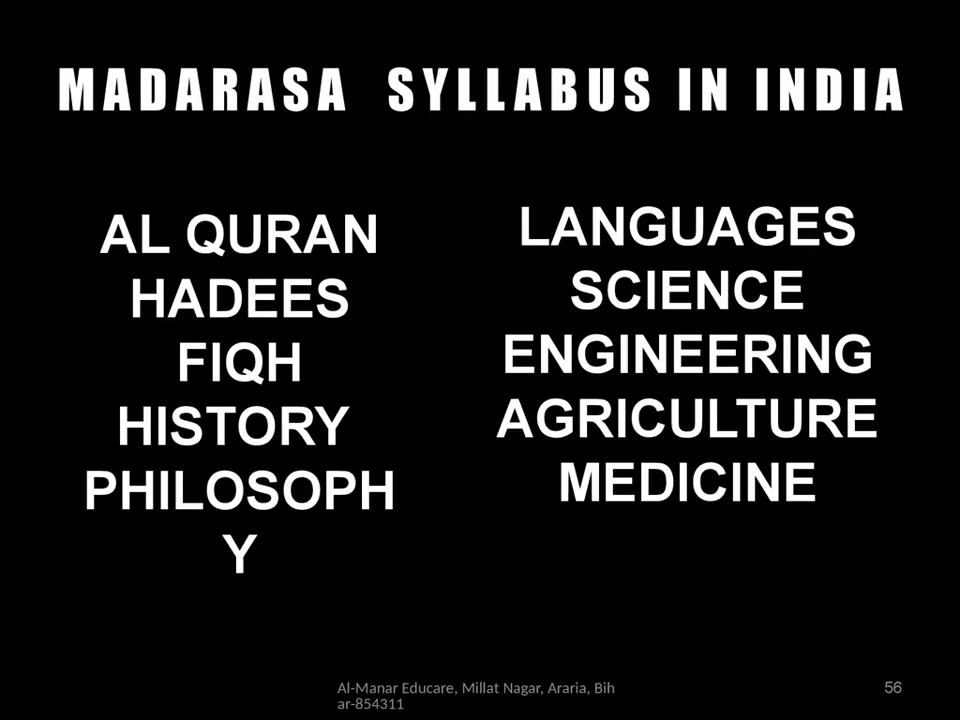 MADARASA SYLLABUS IN INDIA
AL QURAN
HADEES
FIQH
HISTORY
PHILOSOPH
Y
LANGUAGES
SCIENCE
ENGINEERING
AGRICULTURE
MEDICINE
Al-Manar Educare, Millat Nagar, Araria, Bih
ar-854311
56